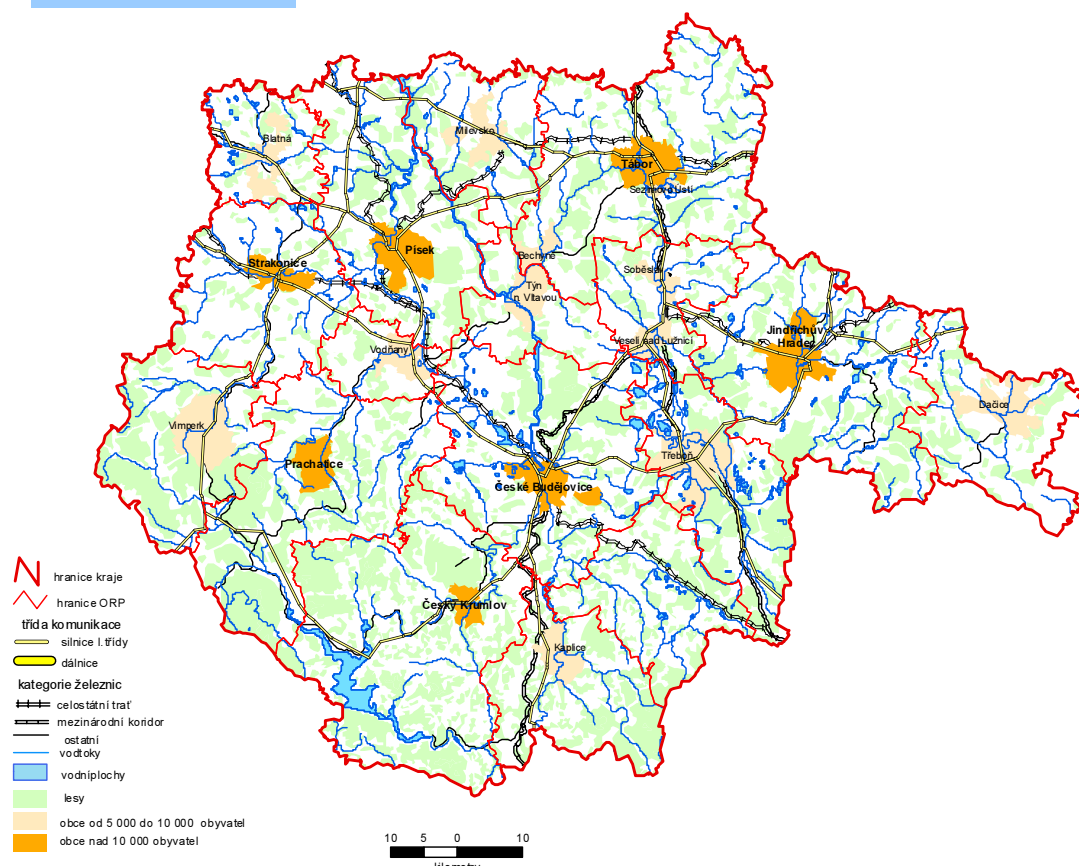 Blatná
Milevsko
Tábor
Sezimovo Ústí
Písek
Strakonice
Bechyně
Týn
n. Vltavou
Soběslav
Jindřichův
Hradec
Veselí nad Lužnicí
Vodňany
Dačice
Vimperk
Prachatice
Třeboň
České Budějovice
Český Krumlov
Kaplice
hranice kraje
hranice ORP
třída komunikace
silnice I. třídy
dálnice
kategorie železnic
celostátní trať
mezinárodní koridor
ostatní
vodtoky
vodníplochy
lesy
obce od 5 000 do 10 000 obyvatel
obce nad 10 000 obyvatel
10 5 0 10
kilometry